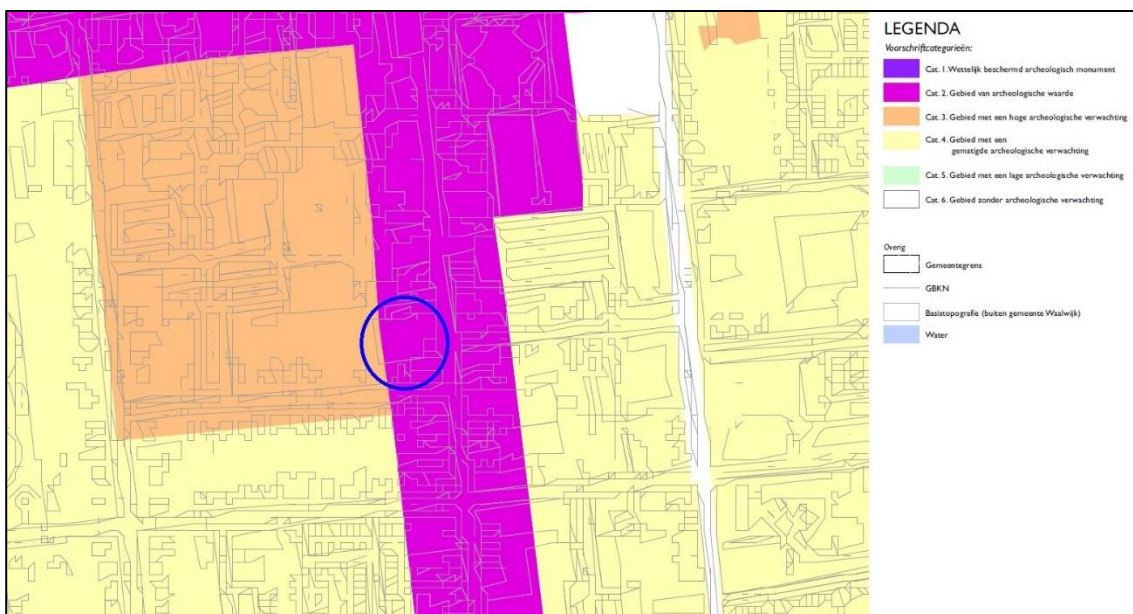 LEGENDA
Voorschriftcategorieën:
Cat. 1. Wettelijk beschermd archeologisch monument
Cat. 2. Gebied van archeologische waarde
Cat. 3. Gebied met een hoge archeologische verwachting
Cat. 4. Gebied met een
gematigde archeologische verwachting
Cat. 5. Gebied met een lage archeologische verwachting
Cat. 6. Gebied zonder archeologische verwachting
Overig
Gemeentegrens
GBKN
Basistopografie (buiten gemeente Waalwijk)
Water